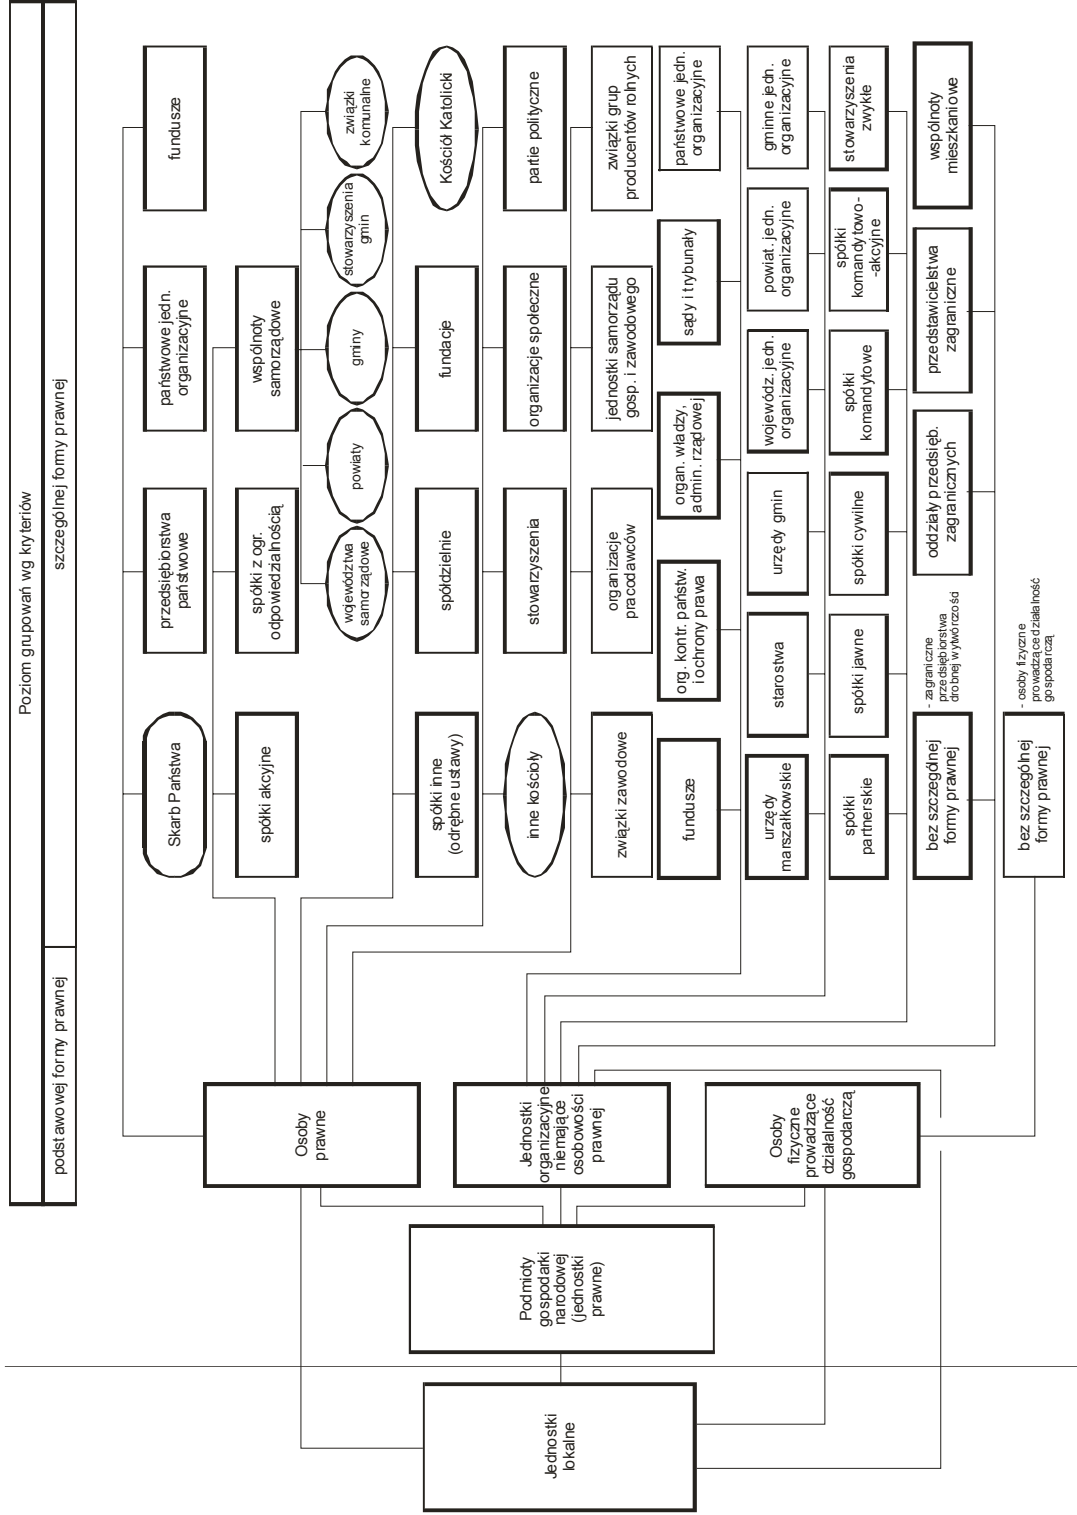 Poziom grupowań wg kryteriów
podstawowej formy prawnej
szczególnej formy prawnej
Jednostki
lokalne
Podmioty
gospodarki
narodowej
(jednostki
prawne)
Osoby
prawne
Jednostki
organizacyjne
niemające
osobowości
prawnej
Osoby
fizyczne
prowadzące
działalność
gospodarczą
Skarb Państwa
przedsiębiorstwa
państwowe
państwowe jedn.
organizacyjne
fundusze
spółki akcyjne
spółki z ogr.
odpowiedzialnością
wspólnoty
samorządowe
województwa
samorządowe
powiaty
gminy
stowarzyszenia
gmin
związki
komunalne
spółki inne
(odrębne ustawy)
spółdzielnie
fundacje
Kościół Katolicki
inne kościoły
stowarzyszenia
organizacje społeczne
partie polityczne
związki zawodowe
organizacje
pracodawców
jednostki samorządu
gosp. i zawodowego
związki grup
producentów rolnych
fundusze
org. kontr. państw.
i ochrony prawa
organ. władzy,
admin. rządowej
sądy i trybunały
państwowe jedn.
organizacyjne
urzędy
marszałkowskie
starostwa
urzędy gmin
wojewódz. jedn.
organizacyjne
powiat. jedn.
organizacyjne
gminne jedn.
organizacyjne
spółki
partnerskie
spółki jawne
spółki cywilne
spółki
komandytowe
spółki
komandytowo-
-akcyjne
stowarzyszenia
zwykłe
bez szczególnej
formy prawnej
- zagraniczne
przedsiębiorstwa
drobnej wytwórczośd
oddziały przedsięb.
zagranicznych
przedstawicielstwa
zagraniczne
wspólnoty
mieszkaniowe
bez szczególnej
formy prawnej
- osoby fizyczne
prowadzące działalność
gospodarczą